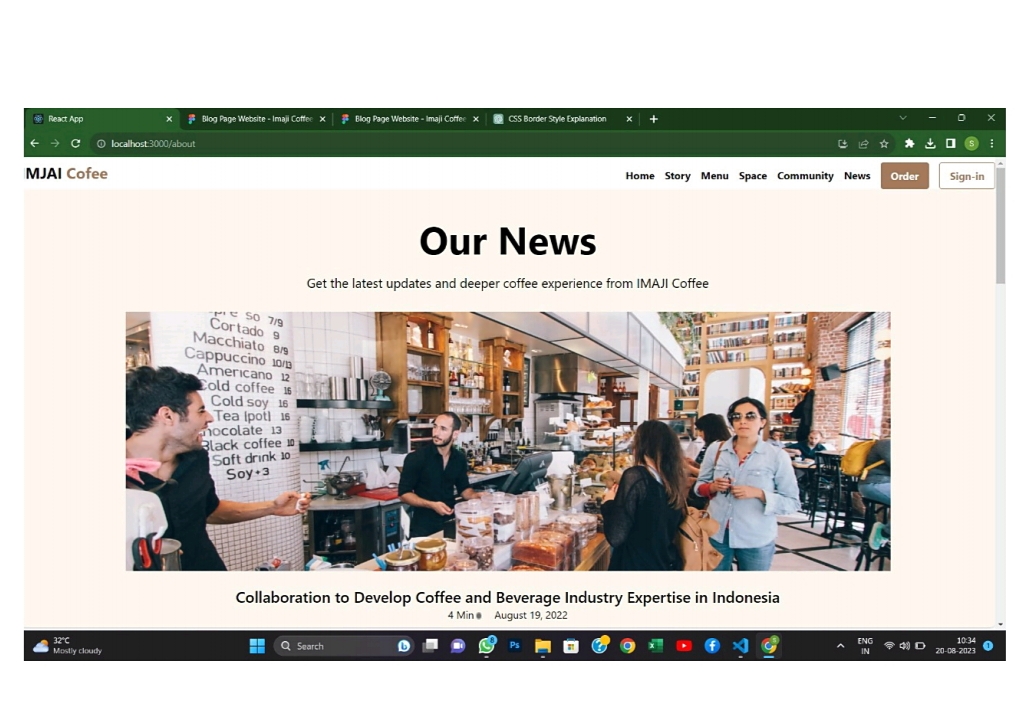 React App
Blog Page Website - Imaji Coffee
Blog Page Website - Imaji Coffee
CSS Border Style Explanation
localhost:3000/about
MJAI Cofee
Home Story Menu Space Community News Order Sign-in
Our News
Get the latest updates and deeper coffee experience from IMAJI Coffee
so 7/9
Cortado 9
Macchiato 8/9
Cappuccino 10/13
Americano 12
Cold coffee 16
Cold soy 16
Tea (pot) 16
hocolate 13
Black coffee 10
Soft drink 10
Soy+3
Collaboration to Develop Coffee and Beverage Industry Expertise in Indonesia
4 Min August 19, 2022
32°C
Mostly cloudy
Search
Ps
ENG
IN
10:34
20-08-2023